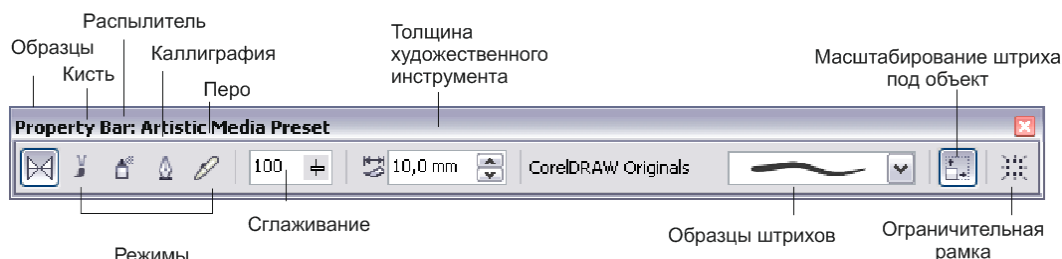 Распылитель
Образцы
Каллиграфия
Толщина
художественного
инструмента
Масштабирование штриха
под объект
Кисть
Перо
Property Bar: Artistic Media Preset
100
10,0 mm
CorelDRAW Originals
Сглаживание
Образцы штрихов
Ограничительная
рамка
Режимы